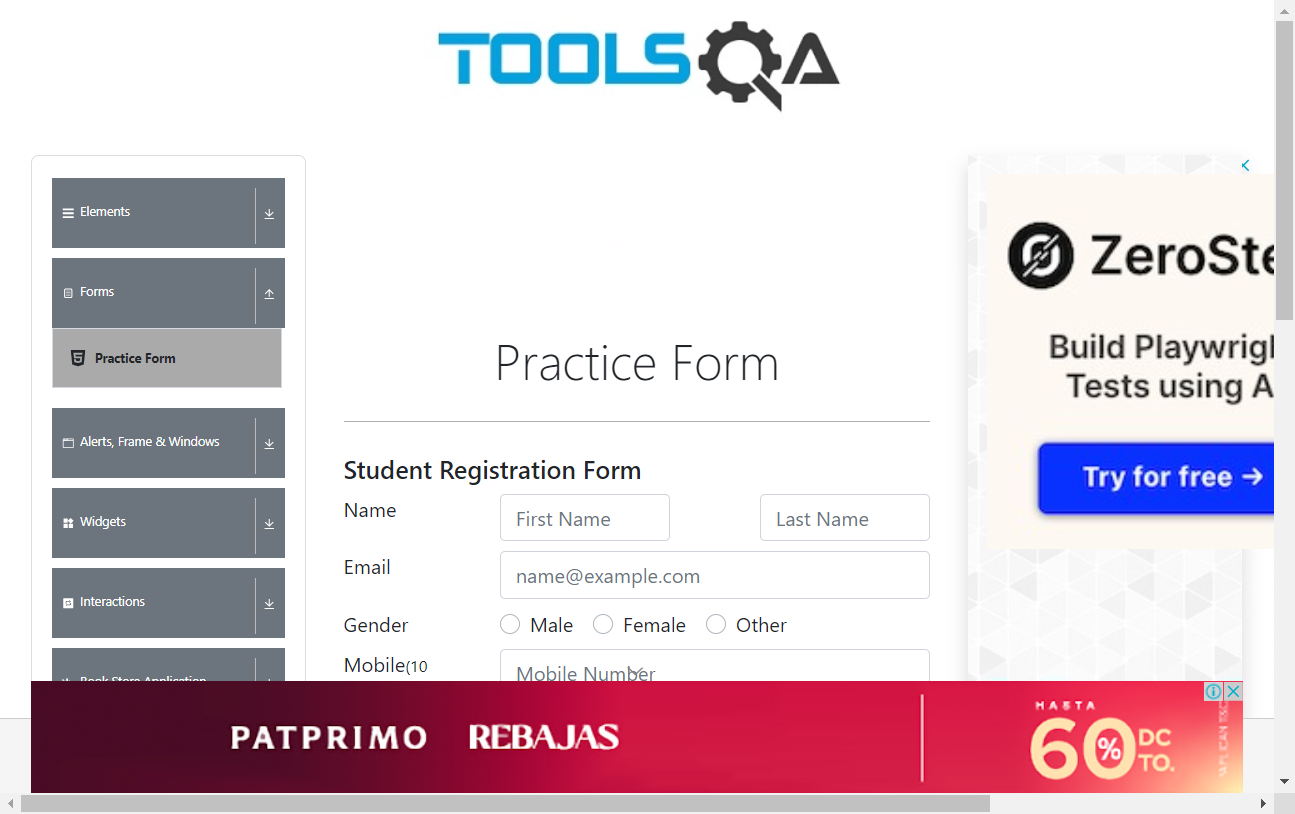 TOOLSQA
Elements
Forms
Practice Form
Alerts, Frame & Windows
Widgets
Interactions
Book Store Application
Practice Form
Student Registration Form
Name
First Name
Last Name
Email
name@example.com
Gender
Male
Female
Other
Mobile(10
Mobile Number
ZeroSte
Build Playwrigh
Tests using A
Try for free →
PATPRIMO REBAJAS
HASTA
60%
DC
TO.